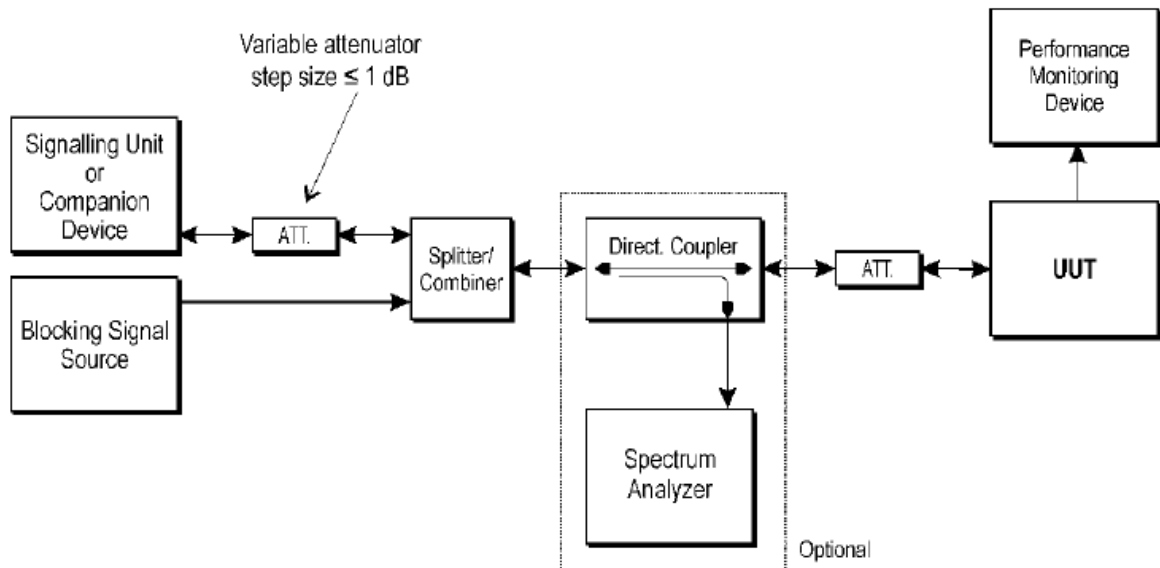 Variable attenuator
step size ≤ 1 dB
Signalling Unit
or
Companion
Device
ATT.
Splitter/
Combiner
Blocking Signal
Source
Direct. Coupler
Spectrum
Analyzer
Optional
ATT.
Performance
Monitoring
Device
UUT